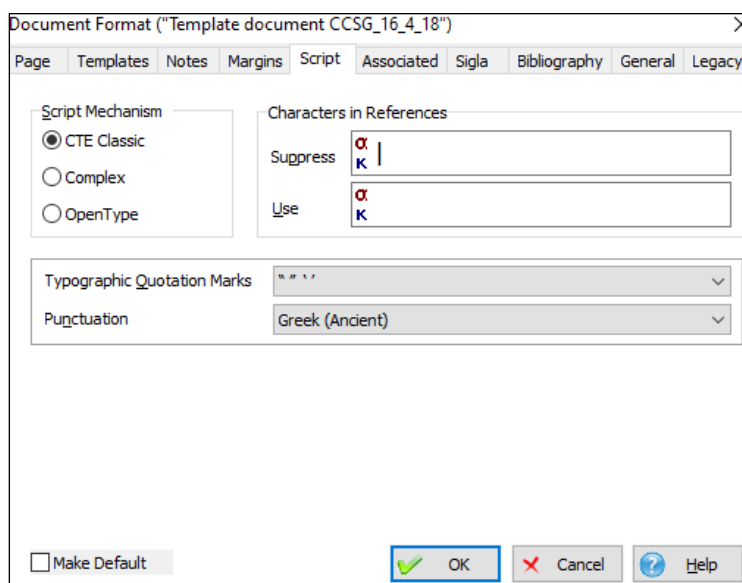 Document Format ("Template document CCSG_16_4_18")
Page Templates Notes Margins Script Associated Sigla Bibliography General Legacy
Script Mechanism
CTE Classic
Complex
OpenType
Characters in References
Suppress
α
κ
Use
α
κ
Typographic Quotation Marks “ ” ‘ ’
Punctuation Greek (Ancient)
Make Default
OK Cancel Help